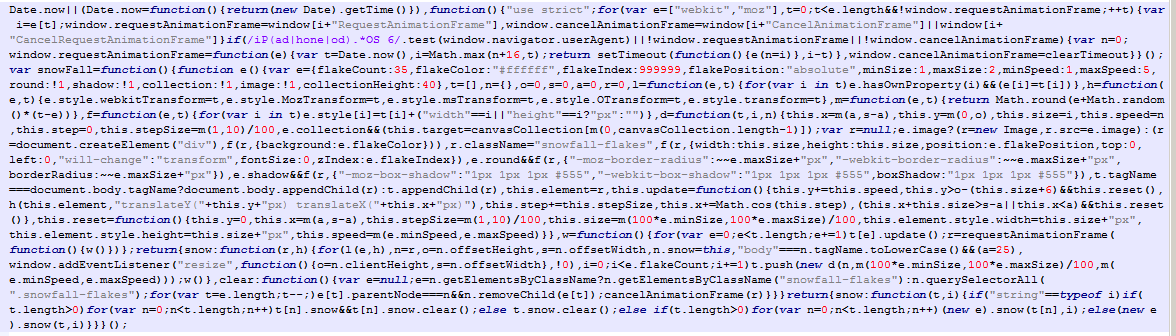 Date.now||(Date.now=function(){return(new Date).getTime()}),function(){"use strict";for(var e=["webkit","moz"],t=0;t<e.length&&!window.requestAnimationFrame;++t){var
i=e[t];window.requestAnimationFrame=window[i+"RequestAnimationFrame"],window.cancelAnimationFrame=window[i+"CancelAnimationFrame"]||window[i+
"CancelRequestAnimationFrame"]}if(/iP(ad|hone|od).*OS 6/.test(window.navigator.userAgent)||!window.requestAnimationFrame||!window.cancelAnimationFrame){var n=0;
window.requestAnimationFrame=function(e){var t=Date.now(),i=Math.max(n+16,t);return setTimeout(function(){e(n=i)},i-t)},window.cancelAnimationFrame=clearTimeout}}();
var snowFall=function(){function e(){var e={flakeCount:35,flakeColor:"#ffffff",flakeIndex:999999,flakePosition:"absolute",minSize:1,maxSize:2,minSpeed:1,maxSpeed:5,
round:!1,shadow:!1,collection:!1,image:!1,collectionHeight:40},t=[],n={},o=0,s=0,a=0,r=0,l=function(e,t){for(var i in t)e.hasOwnProperty(i)&&(e[i]=t[i])},h=function(
e,t){e.style.webkitTransform=t,e.style.MozTransform=t,e.style.msTransform=t,e.style.OTransform=t,e.style.transform=t},m=function(e,t){return Math.round(e+Math.random
()*(t-e))},f=function(e,t){for(var i in t)e.style[i]=t[i]+("width"==i||"height"==i?"px":"")},d=function(t,i,n){this.x=m(a,s-a),this.y=m(0,o),this.size=i,this.speed=n
,this.step=0,this.stepSize=m(1,10)/100,e.collection&&(this.target=canvasCollection[m(0,canvasCollection.length-1)]);var r=null;e.image?(r=new Image,r.src=e.image):(r
=document.createElement("div"),f(r,{background:e.flakeColor})),r.className="snowfall-flakes",f(r,{width:this.size,height:this.size,position:e.flakePosition,top:0,
left:0,"will-change":"transform",fontSize:0,zIndex:e.flakeIndex}),e.round&&f(r,{"-moz-border-radius":~~e.maxSize+"px","-webkit-border-radius":~~e.maxSize+"px",
borderRadius:~~e.maxSize+"px"}),e.shadow&&f(r,{"-moz-box-shadow":"1px 1px 1px #555","-webkit-box-shadow":"1px 1px 1px #555",boxShadow:"1px 1px 1px #555"}),t.tagName
===document.body.tagName?document.body.appendChild(r):t.appendChild(r),this.element=r,this.update=function(){this.y+=this.speed,this.y>o-(this.size+6)&&this.reset(),
h(this.element,"translateY("+this.y+"px) translateX("+this.x+"px)"),this.step+=this.stepSize,this.x+=Math.cos(this.step),(this.x+this.size>s-a||this.x<a)&&this.reset
()},this.reset=function(){this.y=0,this.x=m(a,s-a),this.stepSize=m(1,10)/100,this.size=m(100*e.minSize,100*e.maxSize)/100,this.element.style.width=this.size+"px",
this.element.style.height=this.size+"px",this.speed=m(e.minSpeed,e.maxSpeed)}},w=function(){for(var e=0;e<t.length;e+=1)t[e].update();r=requestAnimationFrame(
function(){w()})};return{snow:function(r,h){for(l(e,h),n=r,o=n.offsetHeight,s=n.offsetWidth,n.snow=this,"body"===n.tagName.toLowerCase()&&(a=25),
window.addEventListener("resize",function(){o=n.clientHeight,s=n.offsetWidth},!0),i=0;i<e.flakeCount;i+=1)t.push(new d(n,m(100*e.minSize,100*e.maxSize)/100,m(
e.minSpeed,e.maxSpeed)));w()},clear:function(){var e=null;e=n.getElementsByClassName?n.getElementsByClassName("snowfall-flakes"):n.querySelectorAll(
".snowfall-flakes");for(var t=e.length;t--;)e[t].parentNode===n&&n.removeChild(e[t]);cancelAnimationFrame(r)}}}return{snow:function(t,i){if("string"==typeof i)if(
t.length>0)for(var n=0;n<t.length;n++)t[n].snow&&t[n].snow.clear();else t.snow.clear();else if(t.length>0)for(var n=0;n<t.length;n++)(new e).snow(t[n],i);else(new e
).snow(t,i)}}}();